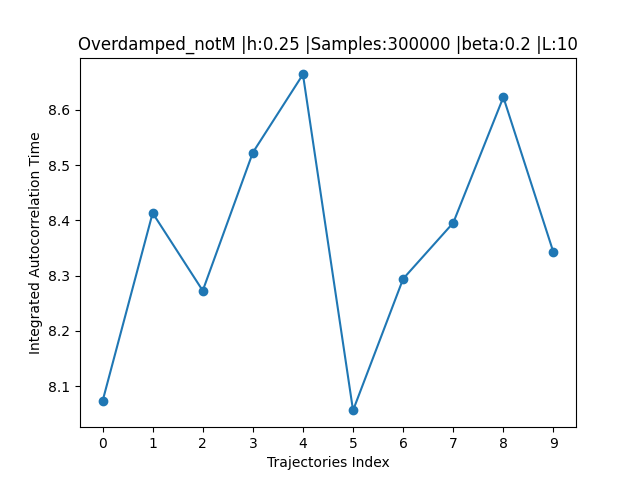 Overdamped_notM |h:0.25 |Samples:300000 |beta:0.2 |L:10
Integrated Autocorrelation Time
8.6
8.5
8.4
8.3
8.2
8.1
0 1 2 3 4 5 6 7 8 9
Trajectories Index